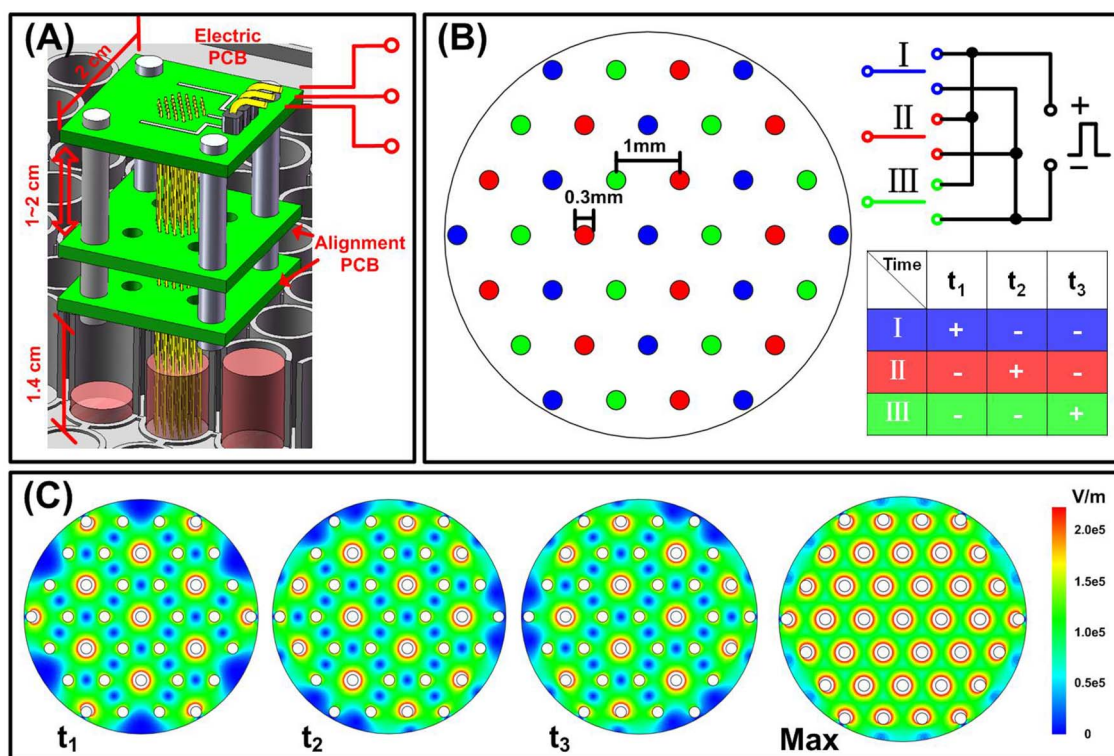 (A)
Electric
PCB
2 cm
1~2 cm
Alignment
PCB
1.4 cm
(B)
1mm
0.3mm
I
II
III
+
−
Time
t1 t2 t3
I + - -
II - + -
III - - +
(C)
V/m
2.0e5
1.5e5
1.0e5
0.5e5
0
t1
t2
t3
Max